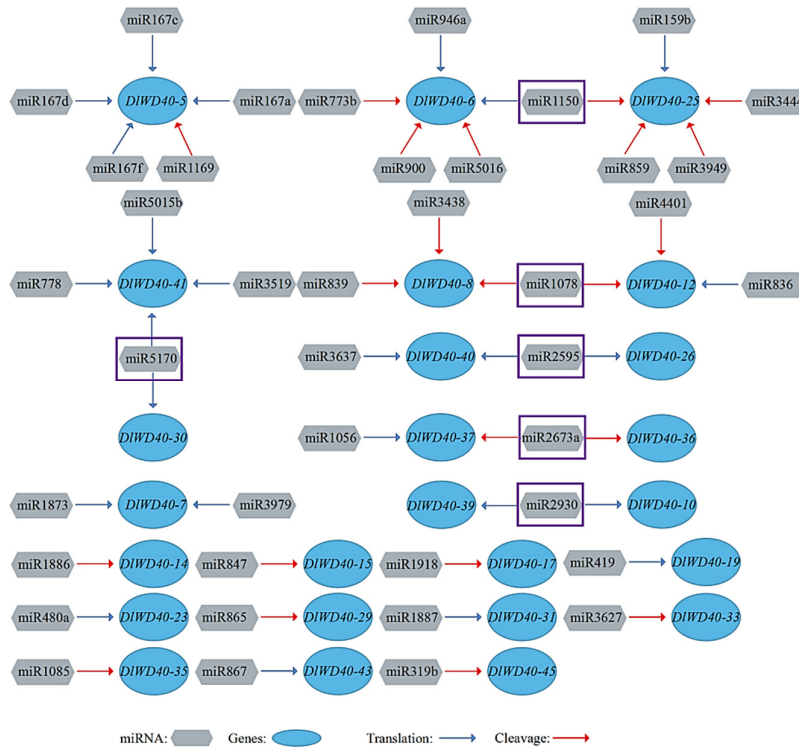 miR167c miR946a miR159b
miR167d DlWD40-5 miR167a miR773b DlWD40-6 miR1150 DlWD40-25 miR3444
miR167f miR1169 miR900 miR5016 miR859 miR3949
miR5015b miR3438 miR4401
miR778 DlWD40-41 miR3519 miR839 DlWD40-8 miR1078 DlWD40-12 miR836
miR5170 miR3637 DlWD40-40 miR2595 DlWD40-26
DlWD40-30 miR1056 DlWD40-37 miR2673a DlWD40-36
miR1873 DlWD40-7 miR3979 DlWD40-39 miR2930 DlWD40-10
miR1886 DlWD40-14 miR847 DlWD40-15 miR1918 DlWD40-17 miR419 DlWD40-19
miR480a DlWD40-23 miR865 DlWD40-29 miR1887 DlWD40-31 miR3627 DlWD40-33
miR1085 DlWD40-35 miR867 DlWD40-43 miR319b DlWD40-45
miRNA: Genes: Translation: Cleavage: